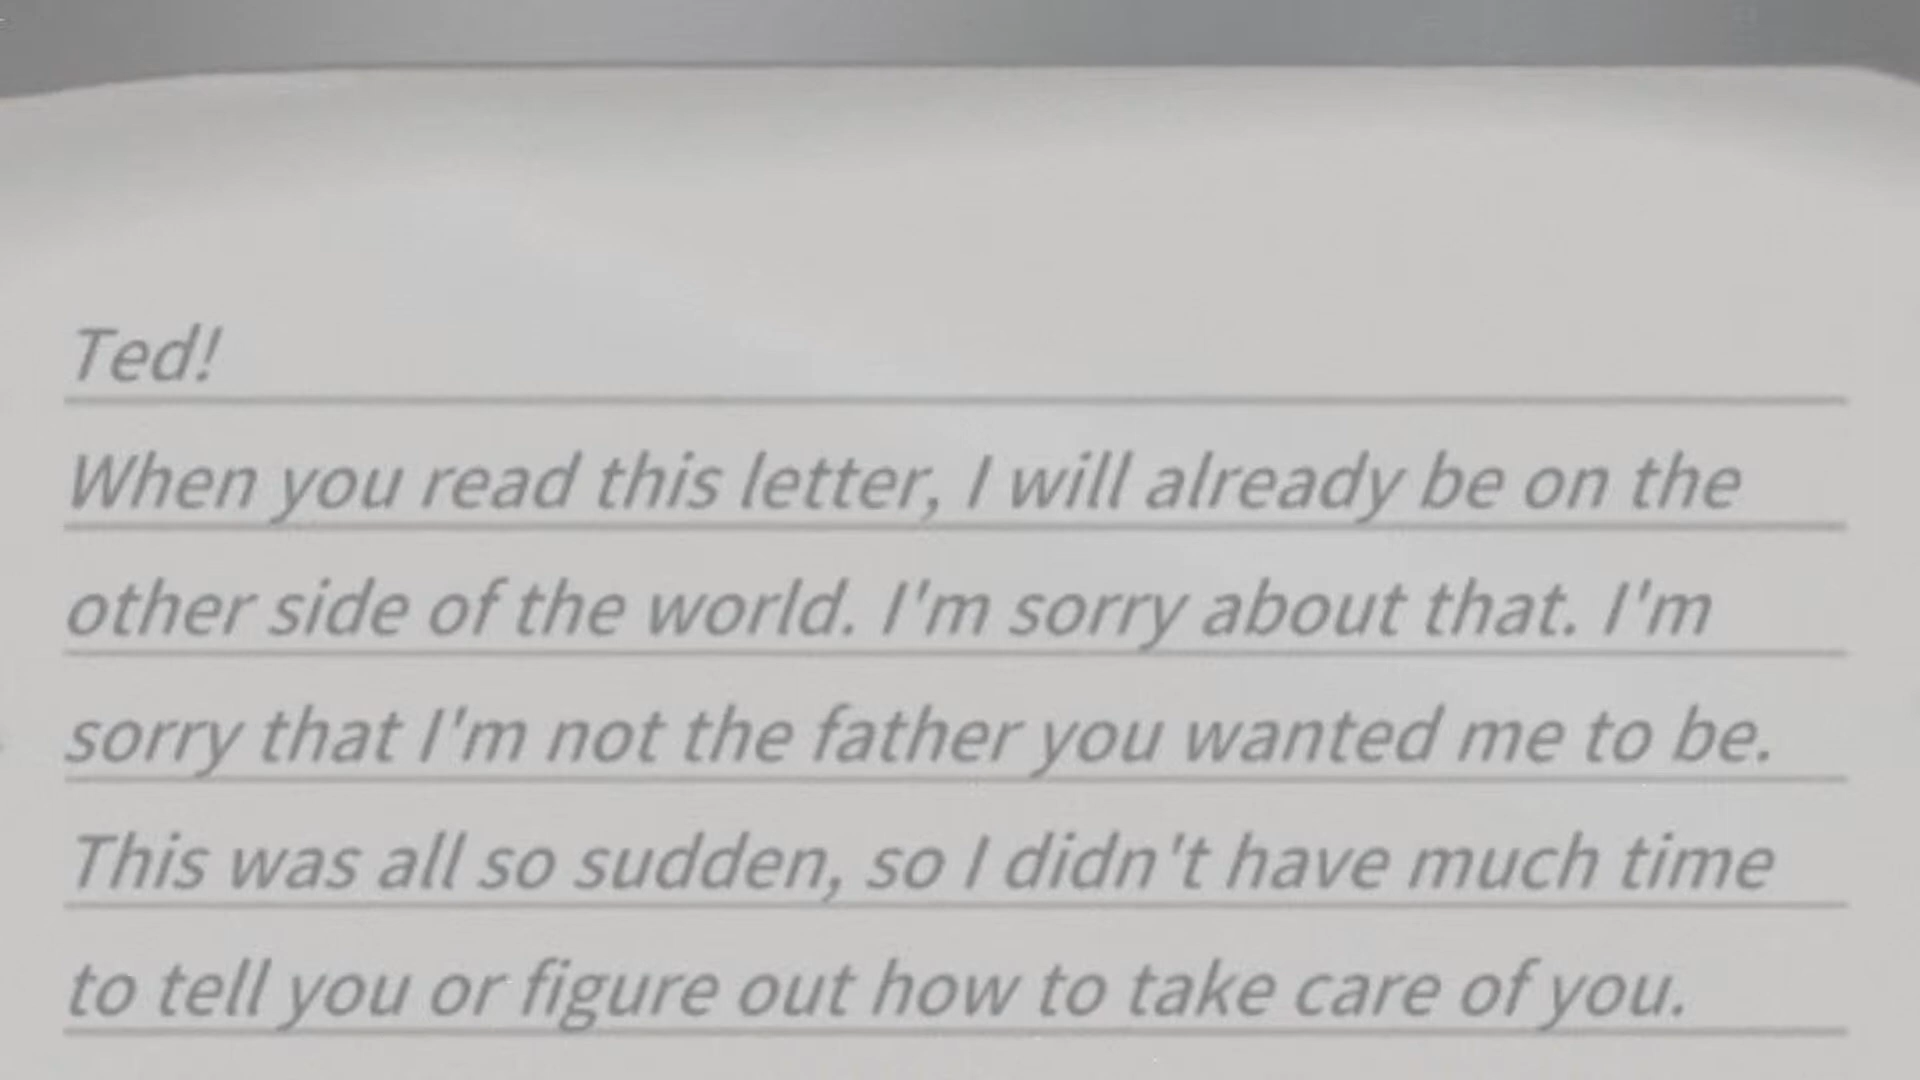 Ted!
When you read this letter, I will already be on the
other side of the world. I'm sorry about that. I'm
sorry that I'm not the father you wanted me to be.
This was all so sudden, so I didn't have much time
to tell you or figure out how to take care of you.